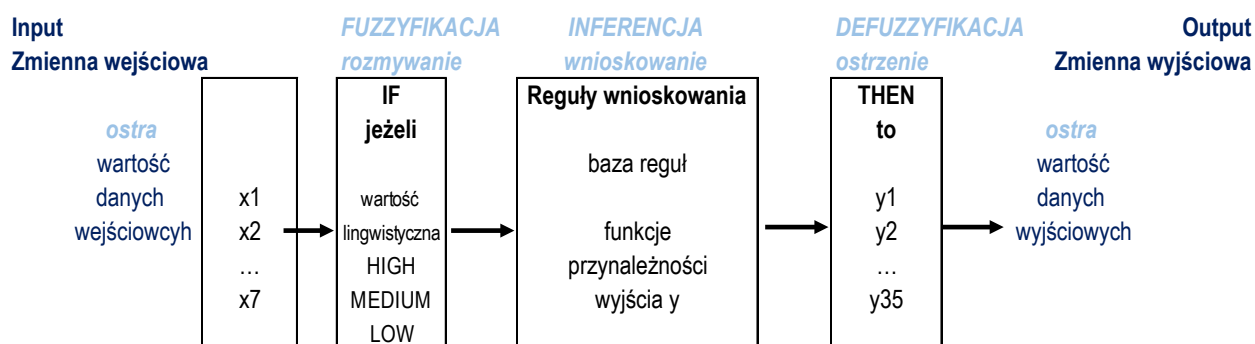 Input
Zmienna wejściowa
FUZZYFIKACJA
rozmywanie
INFERENCJA
wnioskowanie
DEFUZZYFIKACJA
ostrzenie
Output
Zmienna wyjściowa
ostra
wartość
danych
wejściowcyh
x1
x2
...
x7
IF
jeżeli
wartość
lingwistyczna
HIGH
MEDIUM
LOW
Reguły wnioskowania
baza reguł
funkcje
przynależności
wyjścia y
THEN
to
y1
y2
...
y35
ostra
wartość
danych
wyjściowych